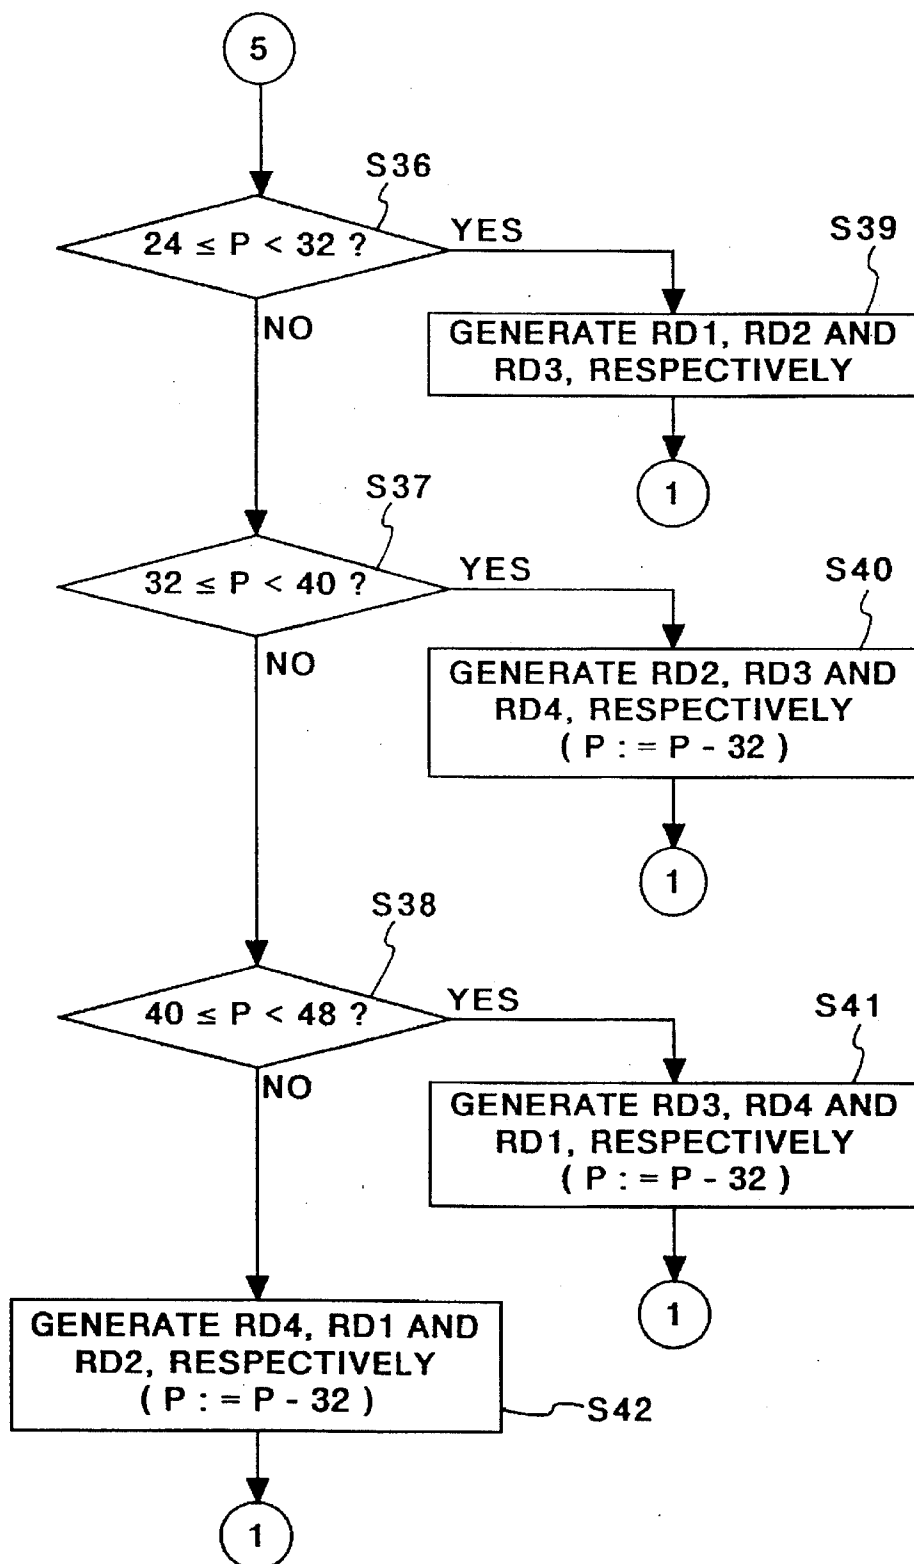 5
S36
24 ≤ P < 32 ?
YES
NO
S39
GENERATE RD1, RD2 AND
RD3, RESPECTIVELY
1
S37
32 ≤ P < 40 ?
YES
NO
S40
GENERATE RD2, RD3 AND
RD4, RESPECTIVELY
( P : = P - 32 )
1
S38
40 ≤ P < 48 ?
YES
NO
S41
GENERATE RD3, RD4 AND
RD1, RESPECTIVELY
( P : = P - 32 )
1
GENERATE RD4, RD1 AND
RD2, RESPECTIVELY
( P : = P - 32 )
S42
1